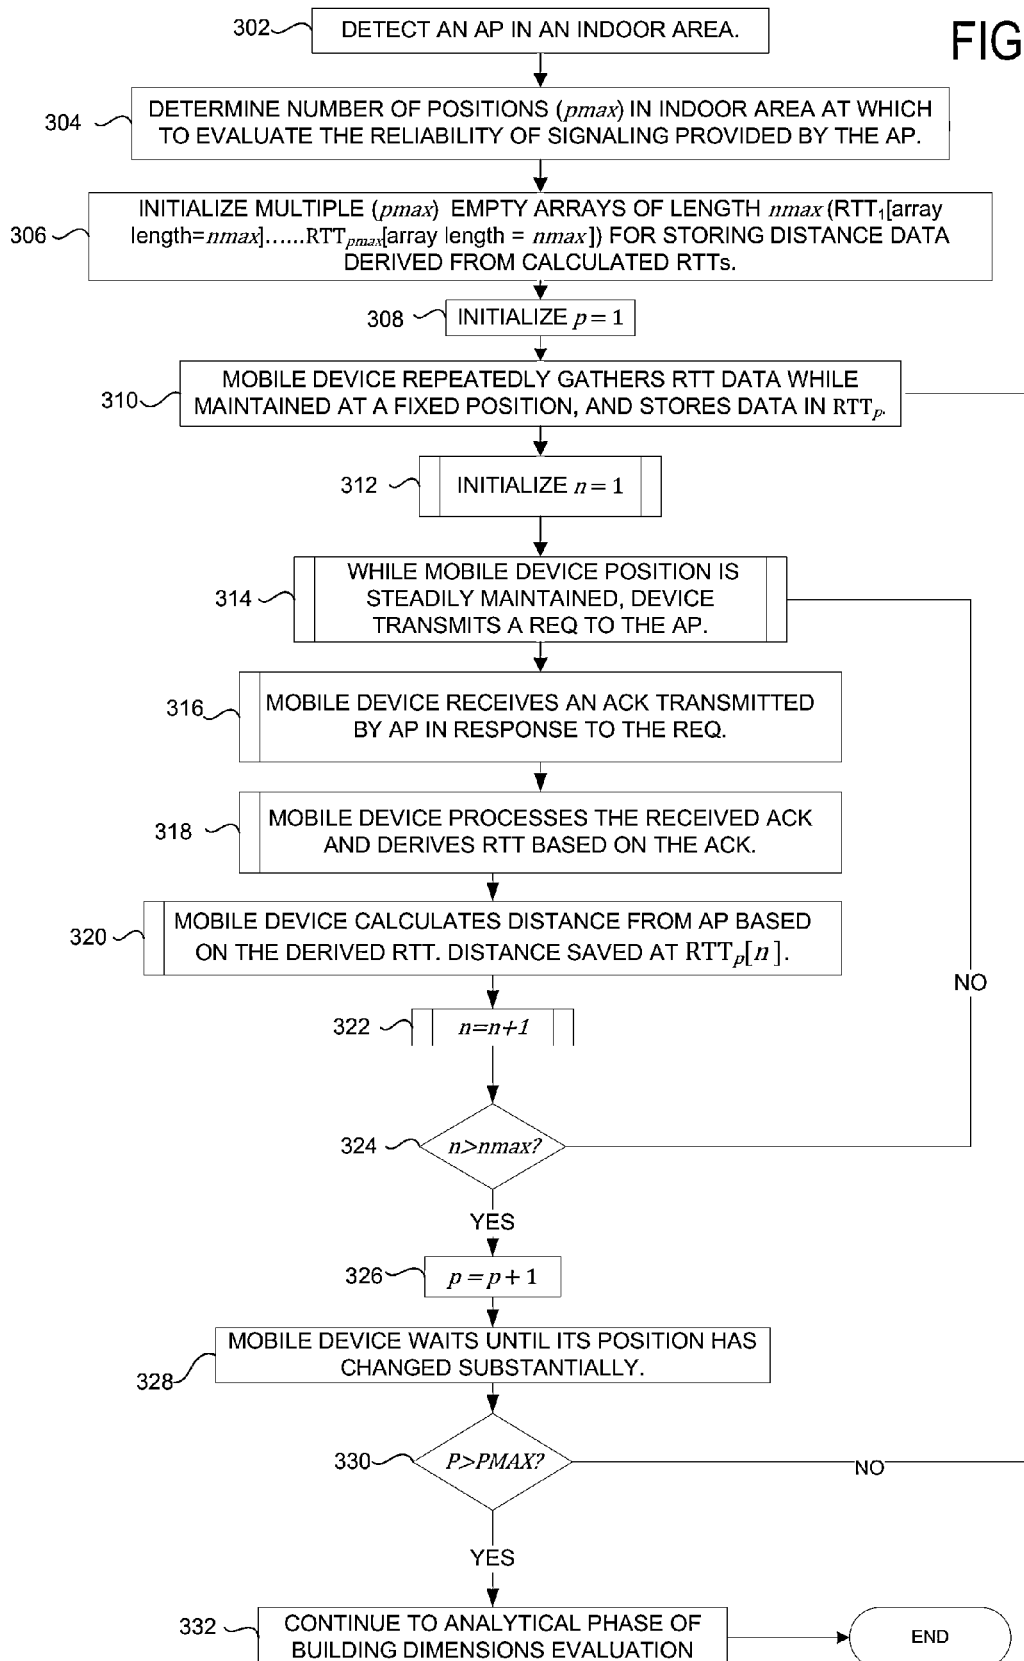 FIG
302
DETECT AN AP IN AN INDOOR AREA.
304
DETERMINE NUMBER OF POSITIONS (pmax) IN INDOOR AREA AT WHICH
TO EVALUATE THE RELIABILITY OF SIGNALING PROVIDED BY THE AP.
306
INITIALIZE MULTIPLE (pmax) EMPTY ARRAYS OF LENGTH nmax (RTT₁[array
length=nmax]......RTTpmax[array length = nmax]) FOR STORING DISTANCE DATA
DERIVED FROM CALCULATED RTTs.
308
INITIALIZE p = 1
310
MOBILE DEVICE REPEATEDLY GATHERS RTT DATA WHILE
MAINTAINED AT A FIXED POSITION, AND STORES DATA IN RTTp.
312
INITIALIZE n = 1
314
WHILE MOBILE DEVICE POSITION IS
STEADILY MAINTAINED, DEVICE
TRANSMITS A REQ TO THE AP.
316
MOBILE DEVICE RECEIVES AN ACK TRANSMITTED
BY AP IN RESPONSE TO THE REQ.
318
MOBILE DEVICE PROCESSES THE RECEIVED ACK
AND DERIVES RTT BASED ON THE ACK.
320
MOBILE DEVICE CALCULATES DISTANCE FROM AP BASED
ON THE DERIVED RTT. DISTANCE SAVED AT RTTp[n].
NO
322
n=n+1
324
n>nmax?
YES
326
p = p + 1
328
MOBILE DEVICE WAITS UNTIL ITS POSITION HAS
CHANGED SUBSTANTIALLY.
330
P>PMAX?
NO
YES
332
CONTINUE TO ANALYTICAL PHASE OF
BUILDING DIMENSIONS EVALUATION
END